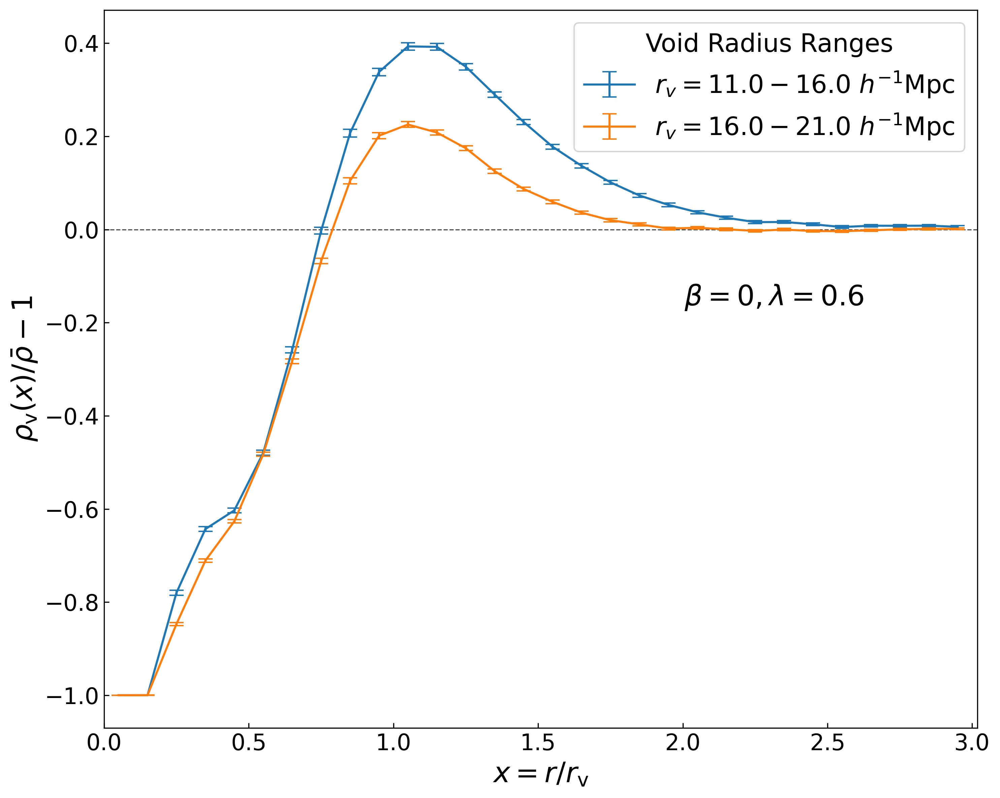 Void Radius Ranges
r_v = 11.0 − 16.0 h⁻¹Mpc
r_v = 16.0 − 21.0 h⁻¹Mpc
β = 0, λ = 0.6
ρ_v(x)/ρ̄ − 1
0.4
0.2
0.0
−0.2
−0.4
−0.6
−0.8
−1.0
0.0 0.5 1.0 1.5 2.0 2.5 3.0
x = r/r_v